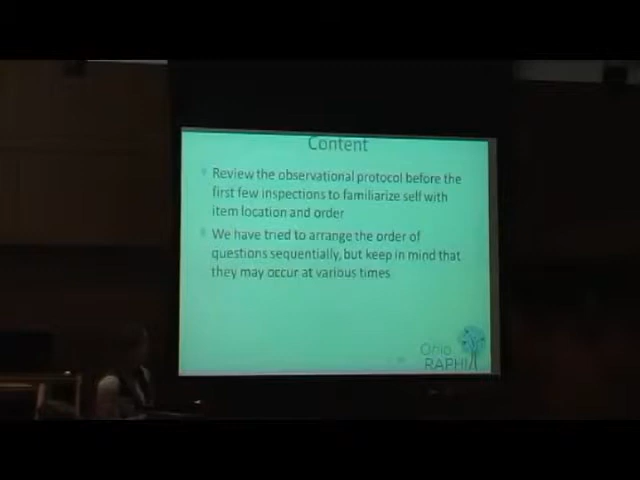 Content
Review the observational protocol before the
first few inspections to familiarize self with
item location and order
We have tried to arrange the order of
questions sequentially, but keep in mind that
they may occur at various times
Ohio
RAPHI